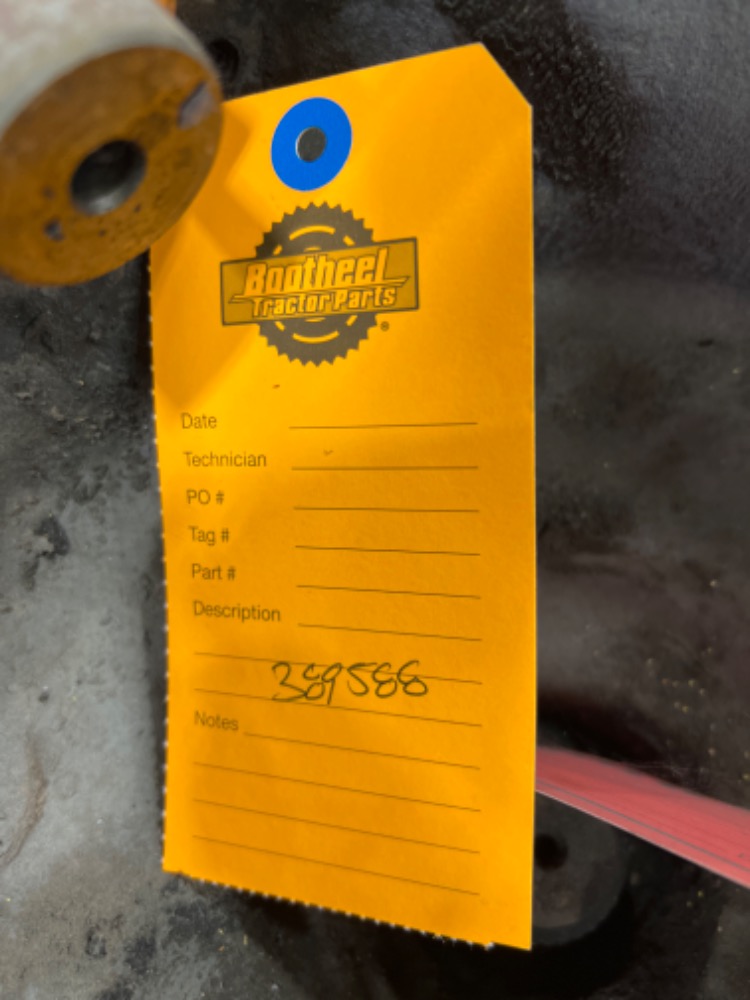 Bootheel
Tractor Parts
®
Date
Technician
PO #
Tag #
Part #
Description
389588
Notes